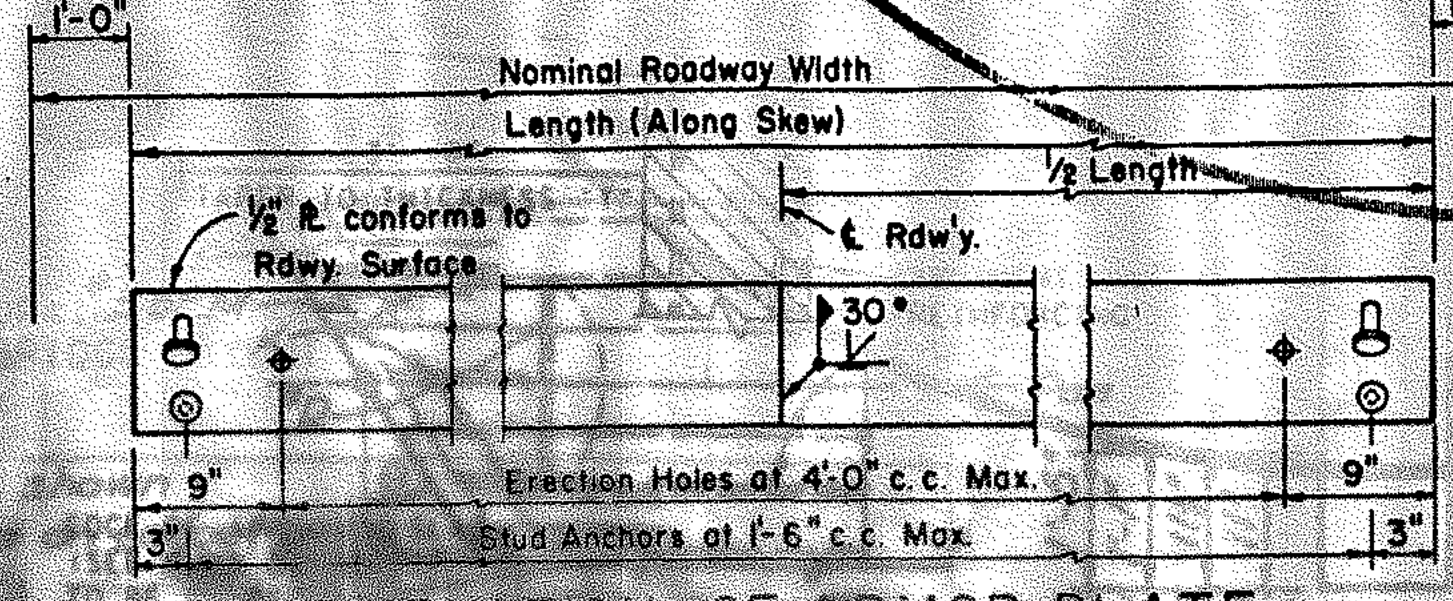 1'-0"
Nominal Roadway Width
Length (Along Skew)
1/2 Length
1/2" ℄ conforms to
Rdwy. Surface
℄ Rdw'y.
30°
9"
Erection Holes at 4'-0" c.c. Max.
9"
3"
Stud Anchors at 1'-6" c.c. Max.
3"